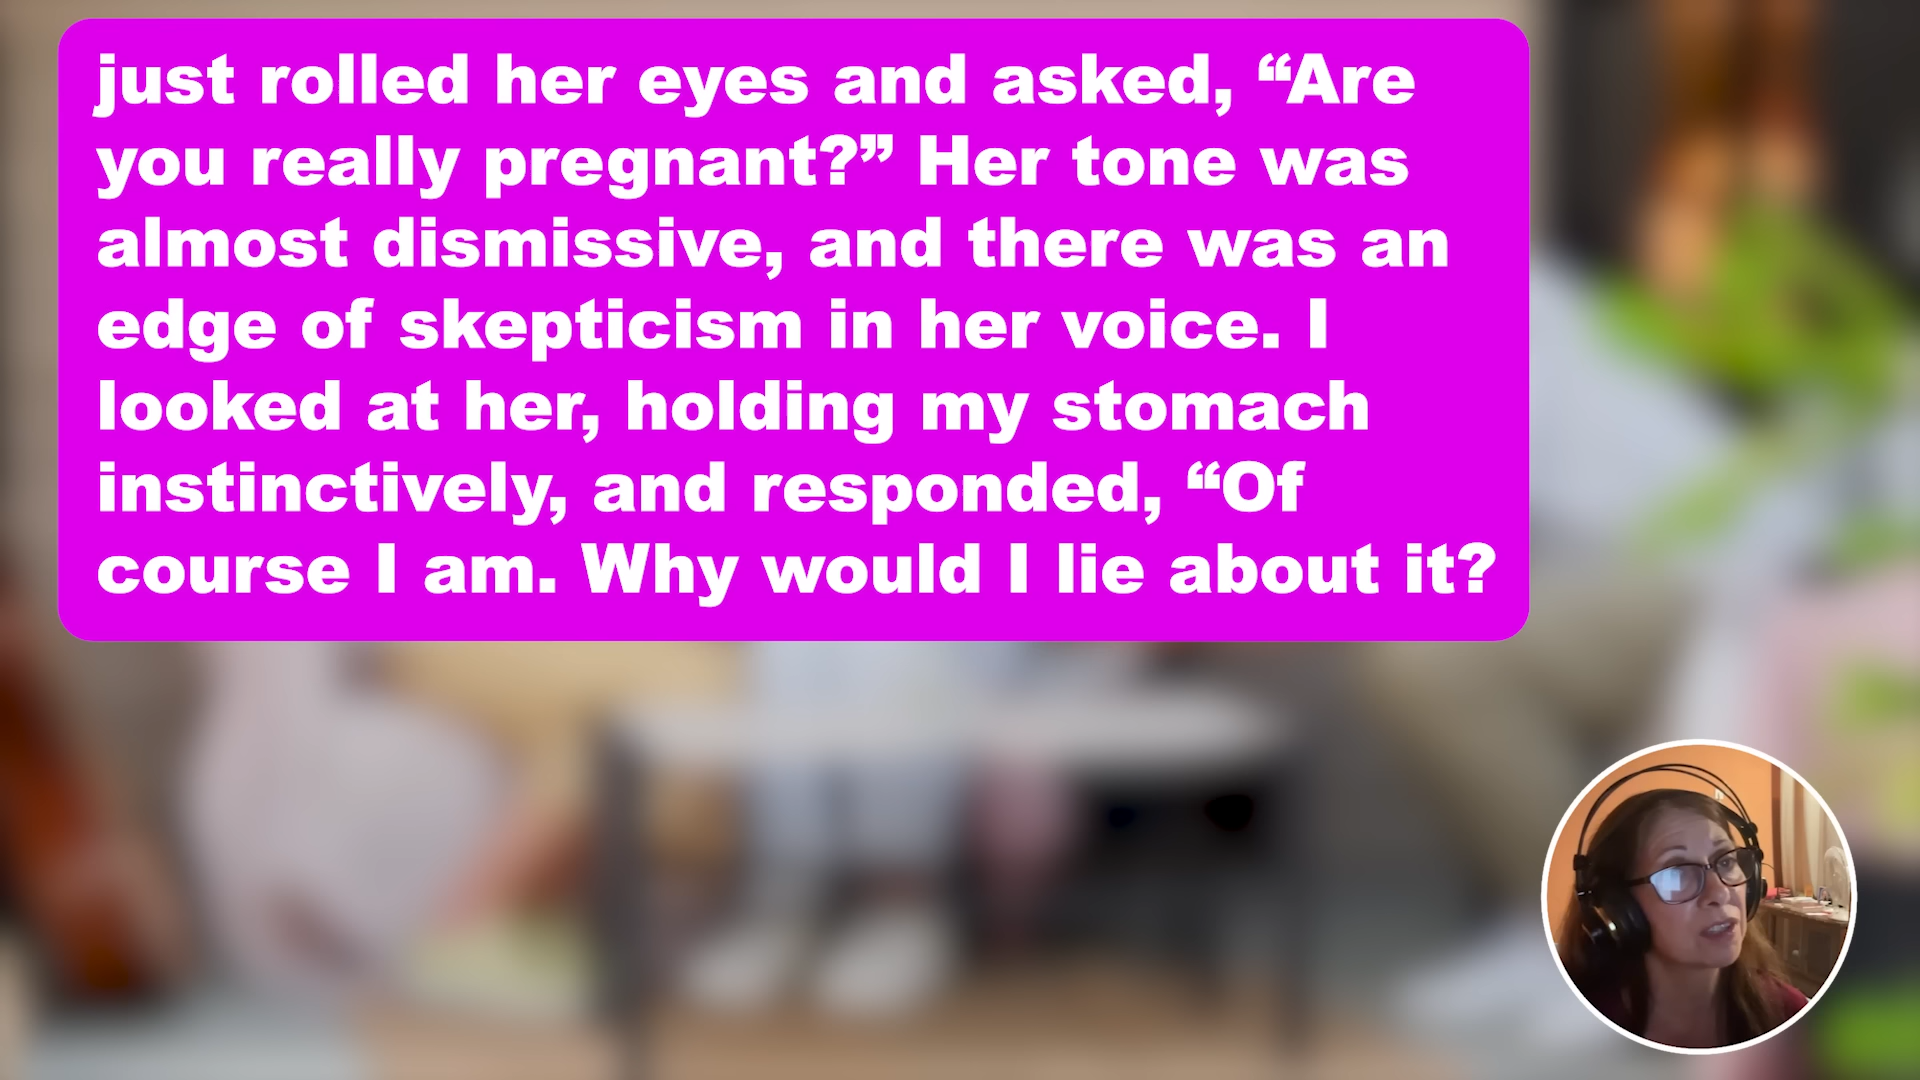 just rolled her eyes and asked, “Are
you really pregnant?” Her tone was
almost dismissive, and there was an
edge of skepticism in her voice. I
looked at her, holding my stomach
instinctively, and responded, “Of
course I am. Why would I lie about it?